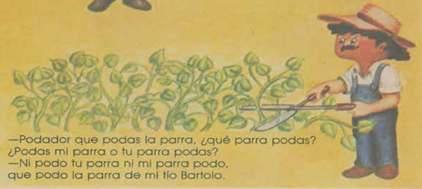 —Podador que podas la parra, ¿qué parra podas?
¿Podas mi parra o tu parra podas?
—Ni podo tu parra ni mi parra podo,
que podo la parra de mi tío Bartolo.